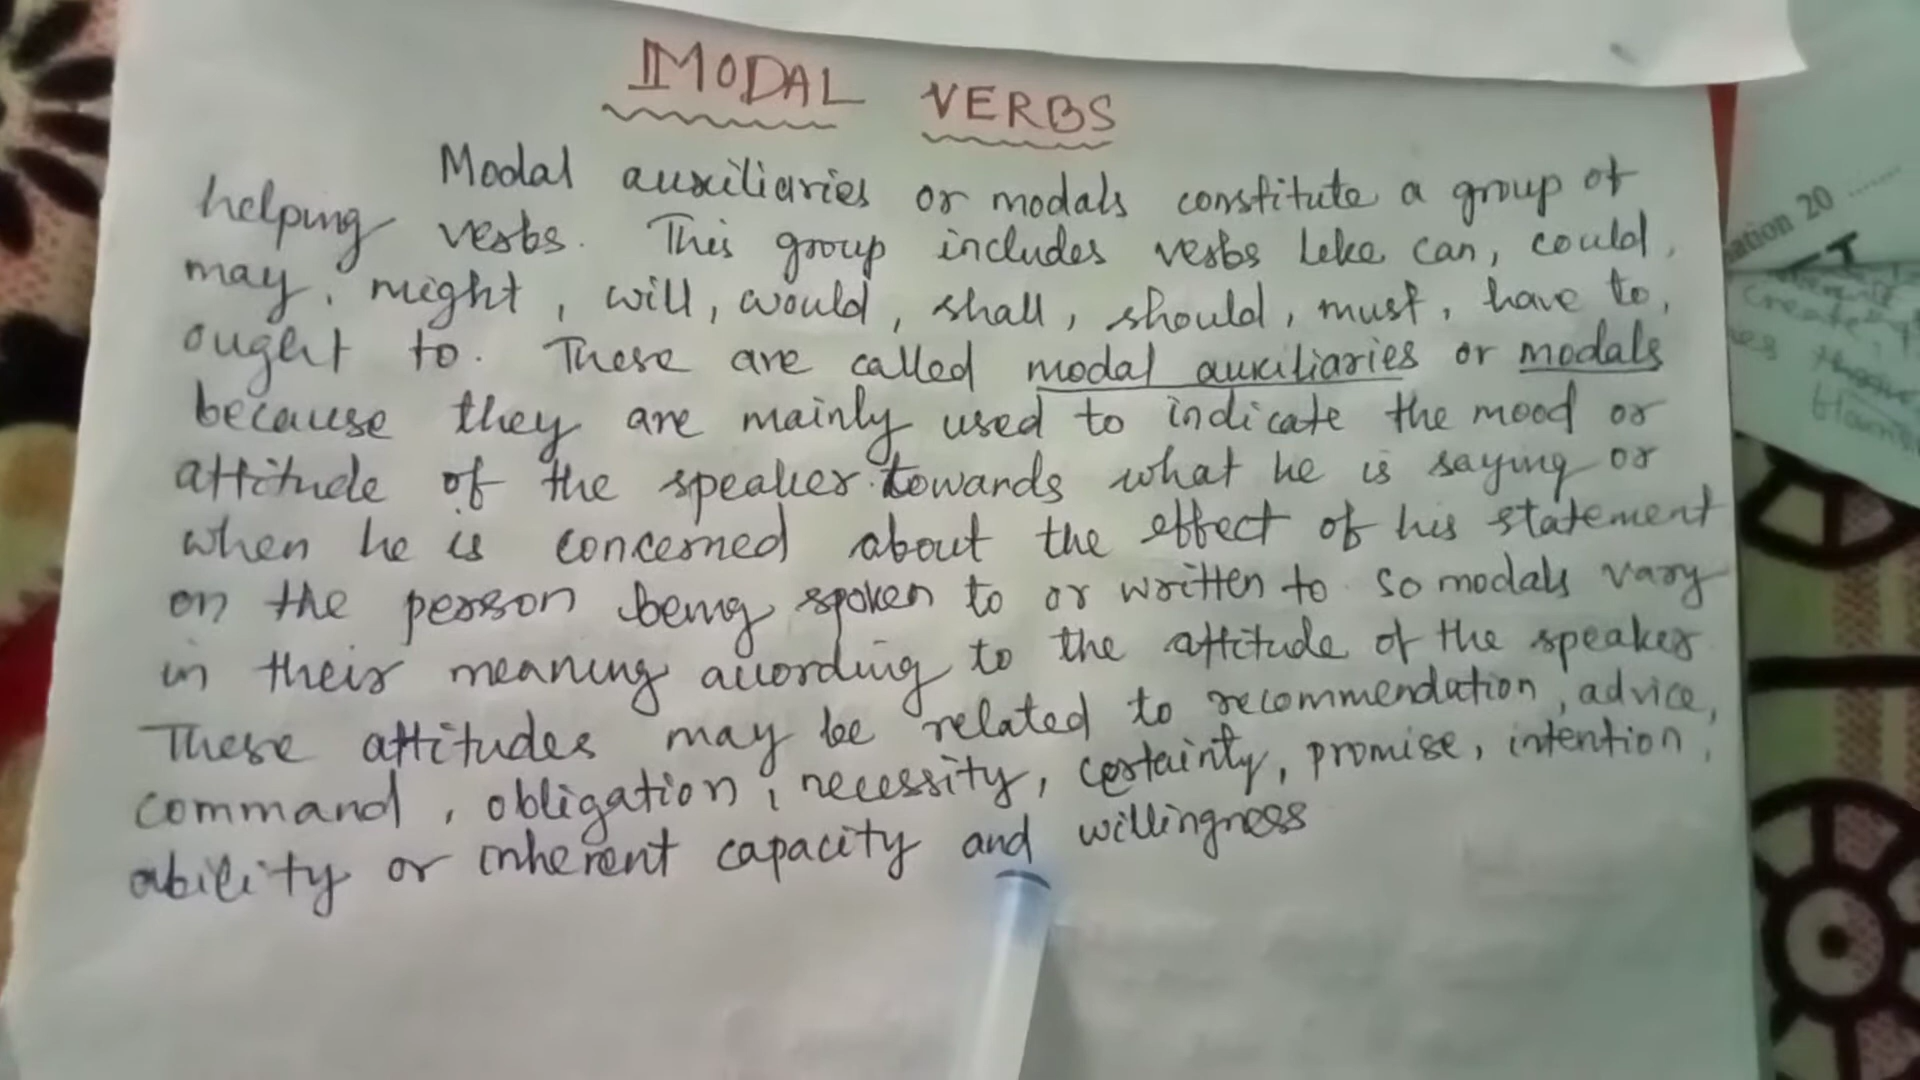 MODAL VERBS
Modal auxiliaries or modals constitute a group of
helping verbs. This group includes verbs like can, could,
may, might, will, would, shall, should, must, have to,
ought to. These are called modal auxiliaries or modals
because they are mainly used to indicate the mood or
attitude of the speaker towards what he is saying or
when he is concerned about the effect of his statement
on the person being spoken to or written to. So modals vary
in their meaning according to the attitude of the speaker.
These attitudes may be related to recommendation, advice,
command, obligation, necessity, certainty, promise, intention,
ability or inherent capacity and willingness
ation 20 ......